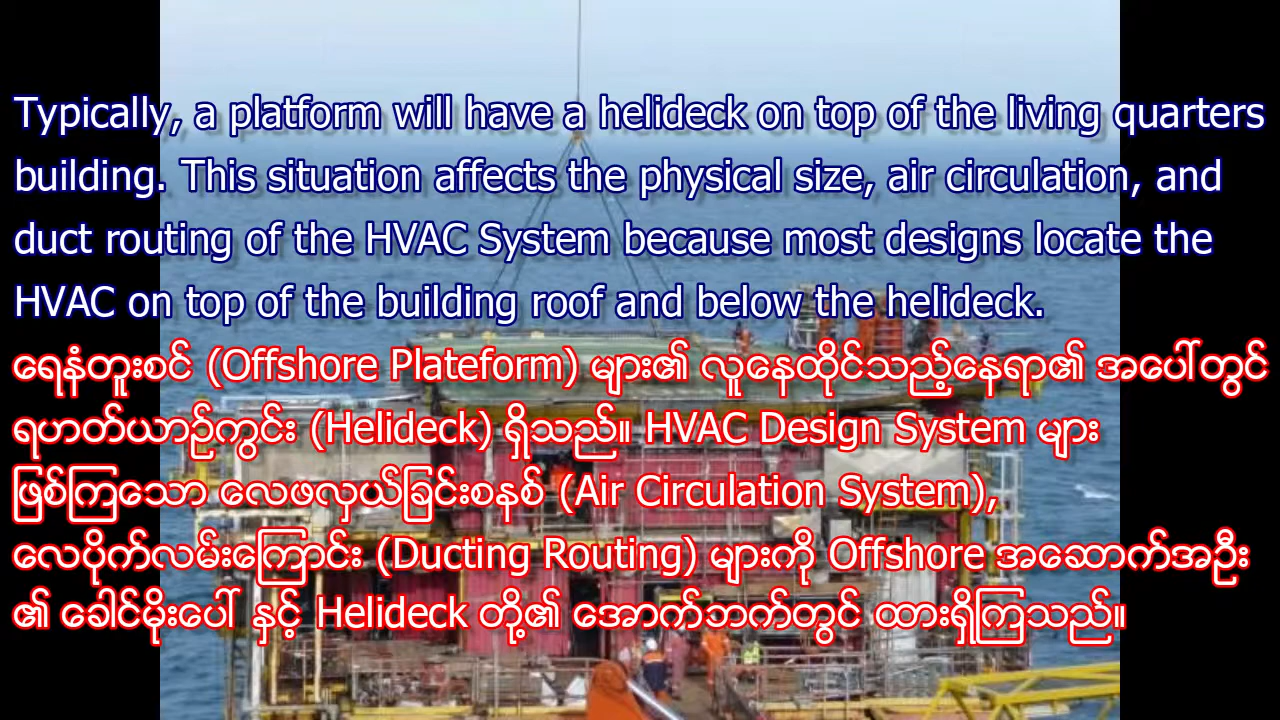 Typically, a platform will have a helideck on top of the living quarters
building. This situation affects the physical size, air circulation, and
duct routing of the HVAC System because most designs locate the
HVAC on top of the building roof and below the helideck.
ရေနံတူးစင် (Offshore Plateform) များ၏ လူနေထိုင်သည့်နေရာ၏ အပေါ်တွင်
ရဟတ်ယာဉ်ကွင်း (Helideck) ရှိသည်။ HVAC Design System များ
ဖြစ်ကြသော လေဖလှယ်ခြင်းစနစ် (Air Circulation System),
လေပိုက်လမ်းကြောင်း (Ducting Routing) များကို Offshore အဆောက်အဦး
၏ ခေါင်မိုးပေါ် နှင့် Helideck တို့၏ အောက်ဘက်တွင် ထားရှိကြသည်။